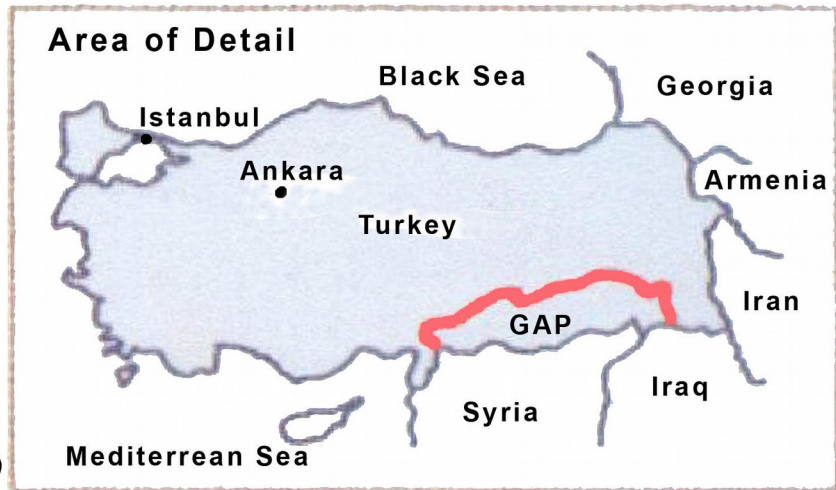 Area of Detail
Black Sea
Georgia
Istanbul
Ankara
Armenia
Turkey
Iran
GAP
Iraq
Syria
Mediterrean Sea